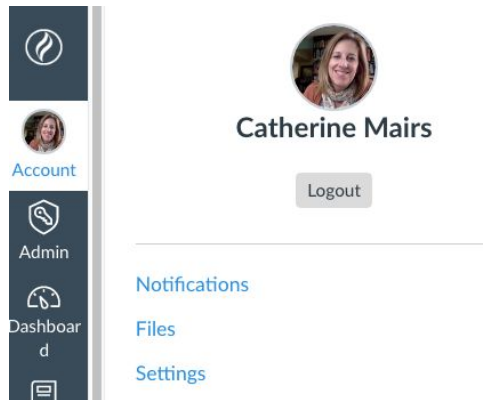 Account
Admin
Dashboar
d
Catherine Mairs
Logout
Notifications
Files
Settings